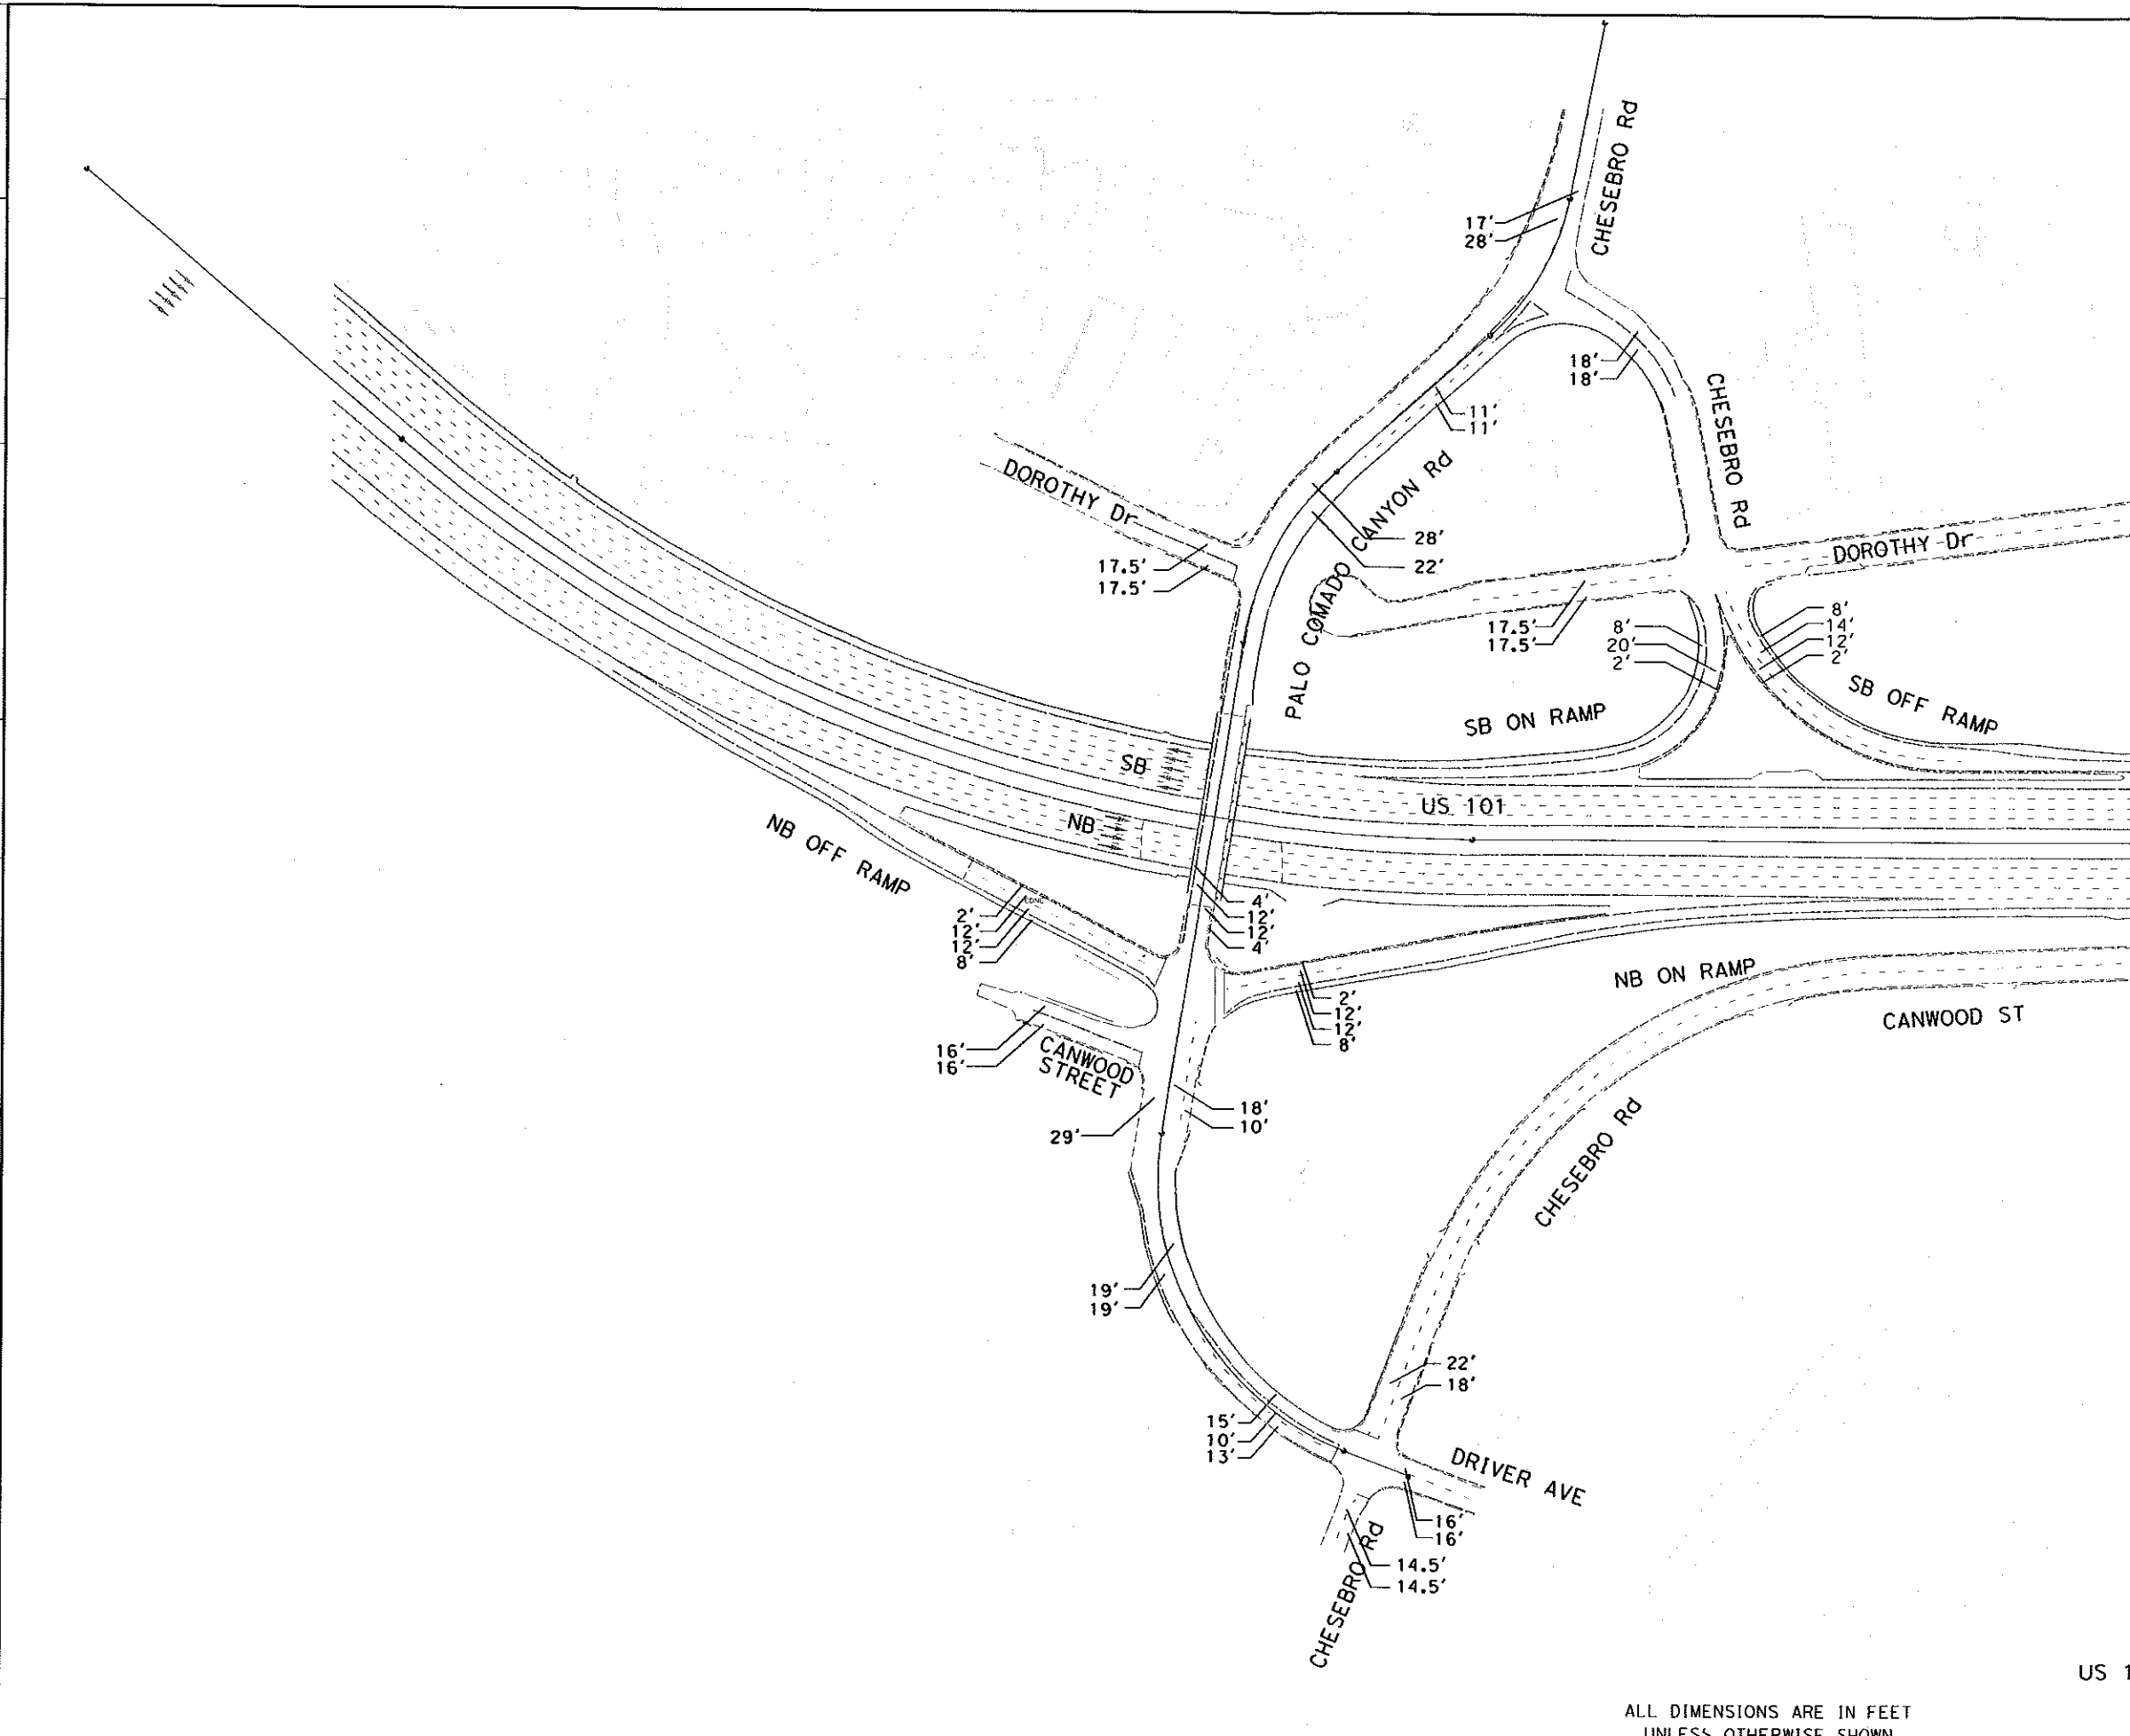 CHESEBRO Rd
17'
28'
18'
18'
CHESEBRO Rd
11'
11'
DOROTHY Dr
PALO COMADO CANYON Rd
28'
22'
17.5'
17.5'
DOROTHY Dr
17.5'
17.5'
8'
20'
2'
8'
14'
12'
2'
SB OFF RAMP
SB ON RAMP
SB
US 101
NB
NB OFF RAMP
2'
12'
12'
8'
4'
12'
12'
4'
NB ON RAMP
2'
12'
12'
8'
CANWOOD ST
16'
16'
CANWOOD
STREET
18'
10'
29'
CHESEBRO Rd
19'
19'
22'
18'
15'
10'
13'
DRIVER AVE
16'
16'
14.5'
14.5'
CHESEBRO Rd
US 1
ALL DIMENSIONS ARE IN FEET
UNLESS OTHERWISE SHOWN